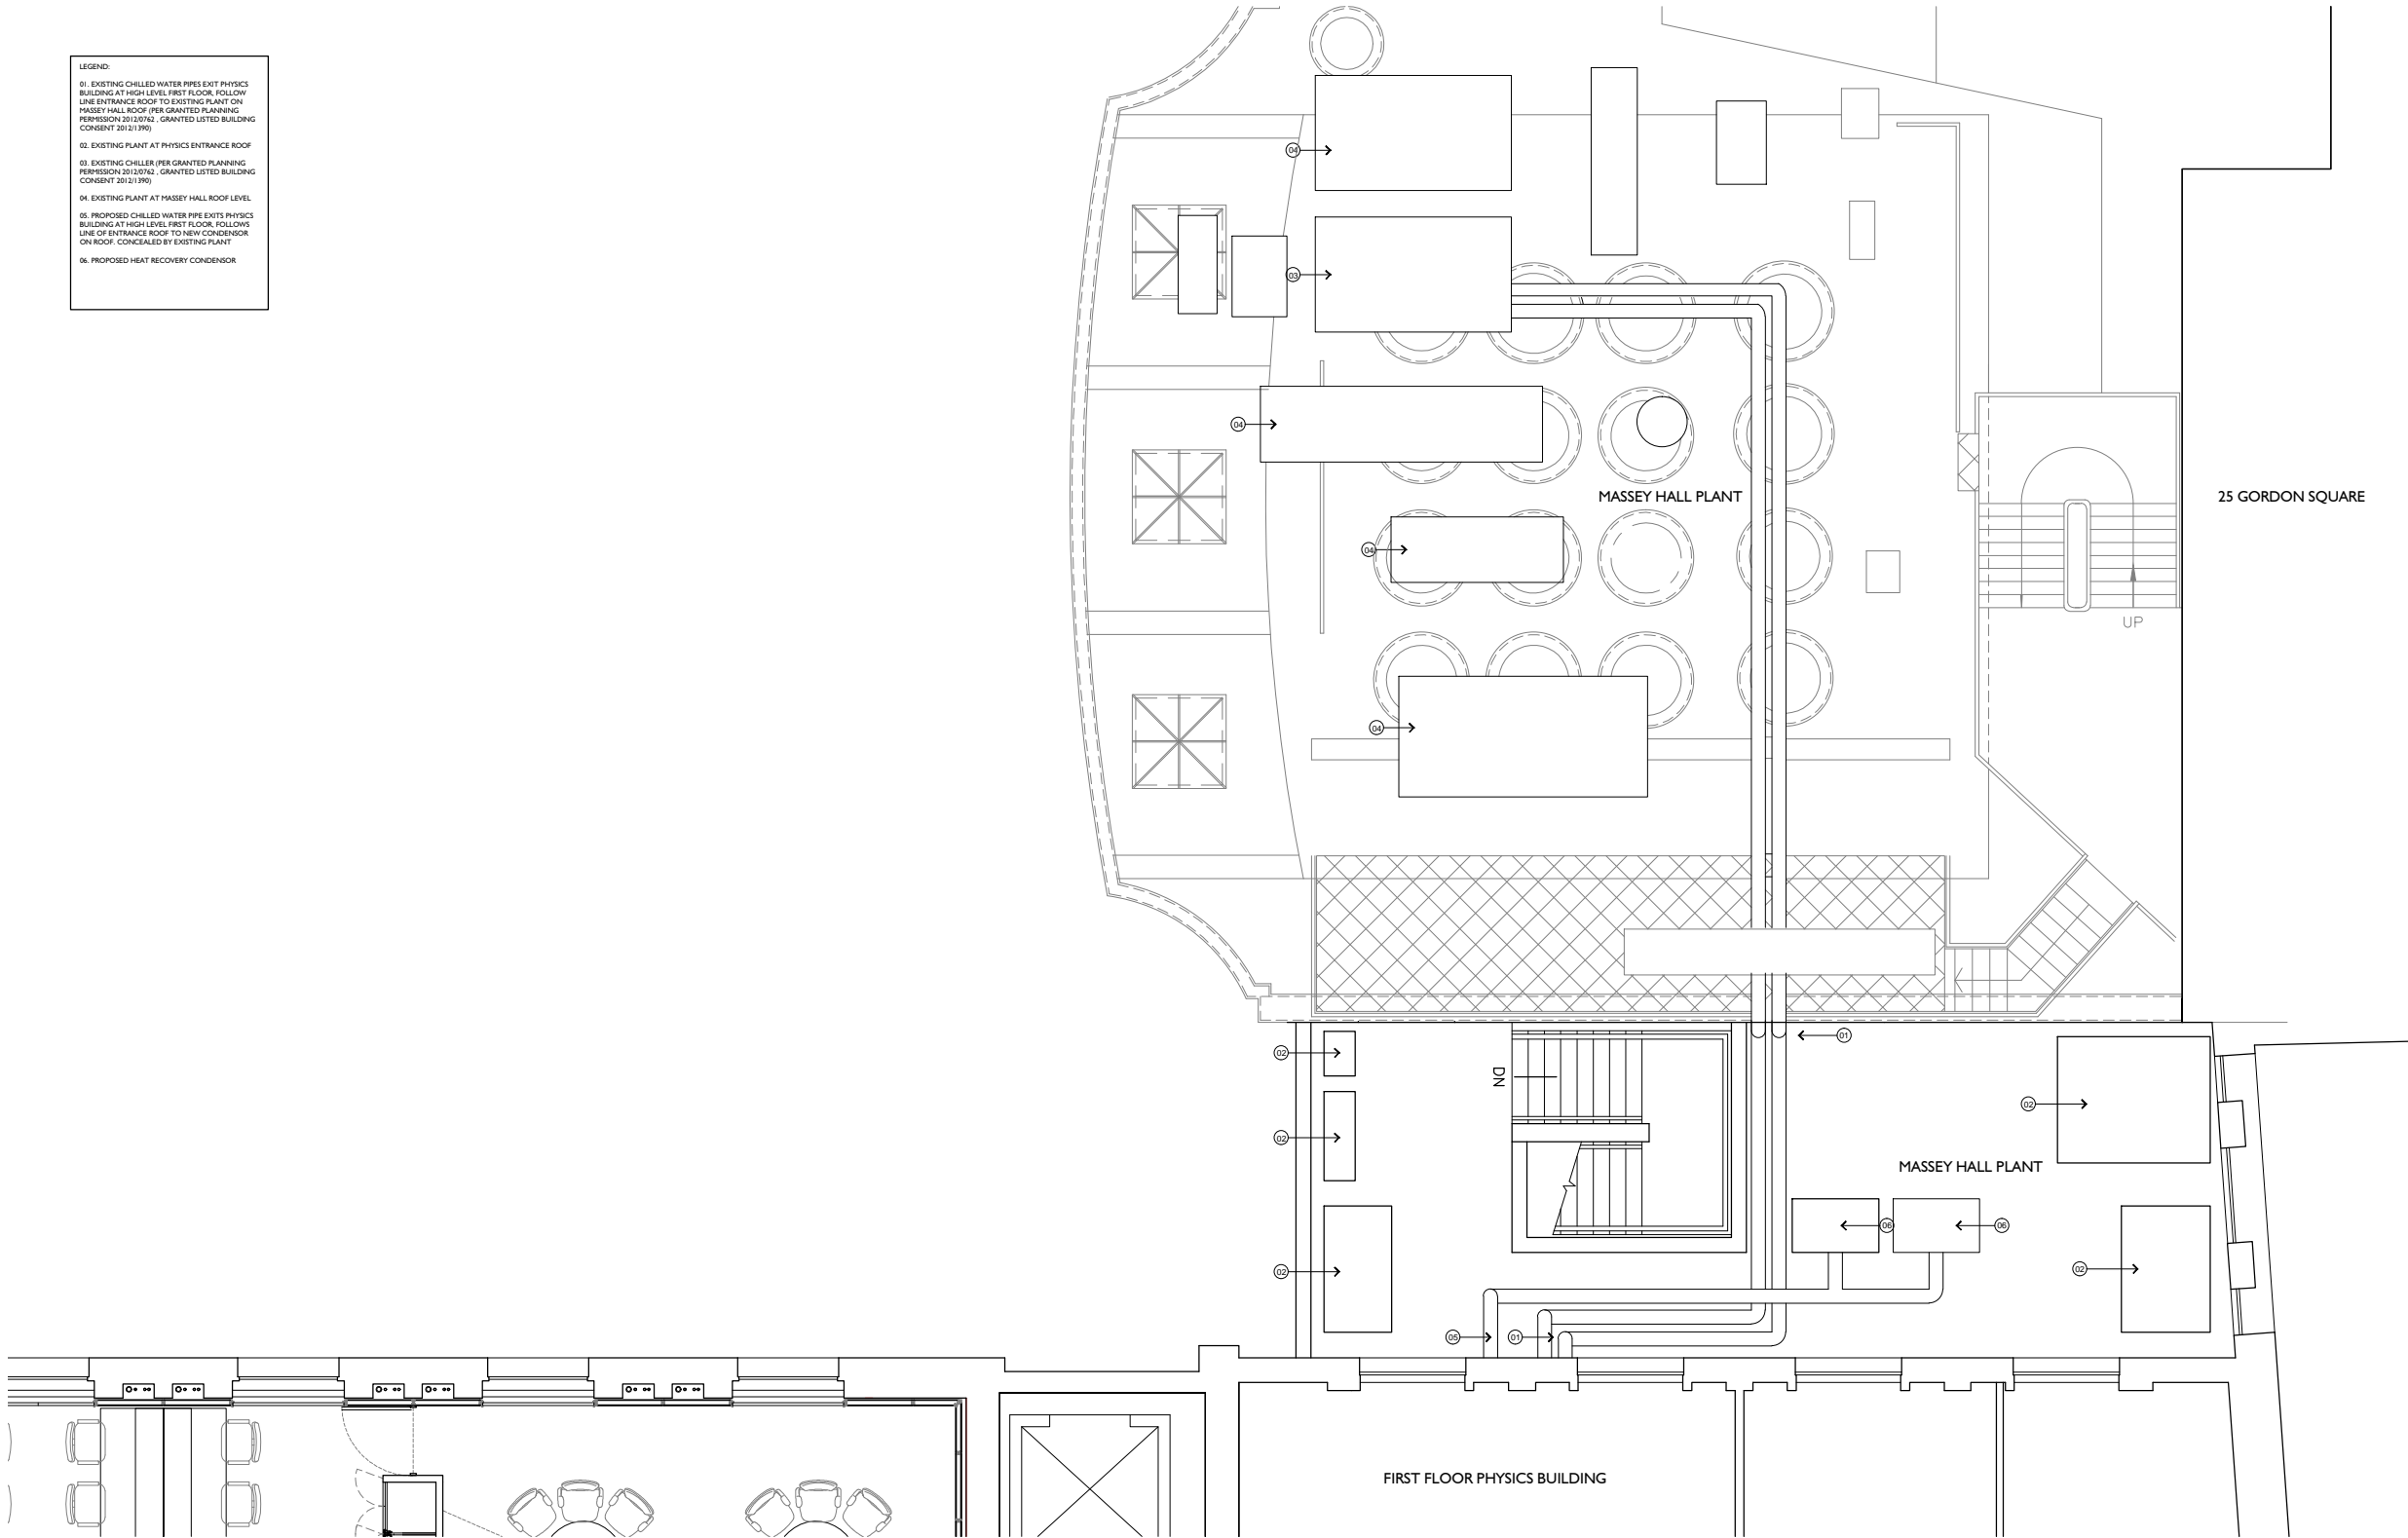 LEGEND:
01. EXISTING CHILLED WATER PIPES EXIT PHYSICS
BUILDING AT HIGH LEVEL FIRST FLOOR, FOLLOW
LINE ENTRANCE ROOF TO EXISTING PLANT ON
MASSEY HALL ROOF (PER GRANTED PLANNING
PERMISSION 2012/0762 , GRANTED LISTED BUILDING
CONSENT 2012/1390)
02. EXISTING PLANT AT PHYSICS ENTRANCE ROOF
03. EXISTING CHILLER (PER GRANTED PLANNING
PERMISSION 2012/0762 , GRANTED LISTED BUILDING
CONSENT 2012/1390)
04. EXISTING PLANT AT MASSEY HALL ROOF LEVEL
05. PROPOSED CHILLED WATER PIPE EXITS PHYSICS
BUILDING AT HIGH LEVEL FIRST FLOOR, FOLLOWS
LINE OF ENTRANCE ROOF TO NEW CONDENSOR
ON ROOF. CONCEALED BY EXISTING PLANT
06. PROPOSED HEAT RECOVERY CONDENSOR
04
03
04
MASSEY HALL PLANT
25 GORDON SQUARE
04
UP
04
01
02
DN
02
02
MASSEY HALL PLANT
06
06
02
02
05
01
FIRST FLOOR PHYSICS BUILDING